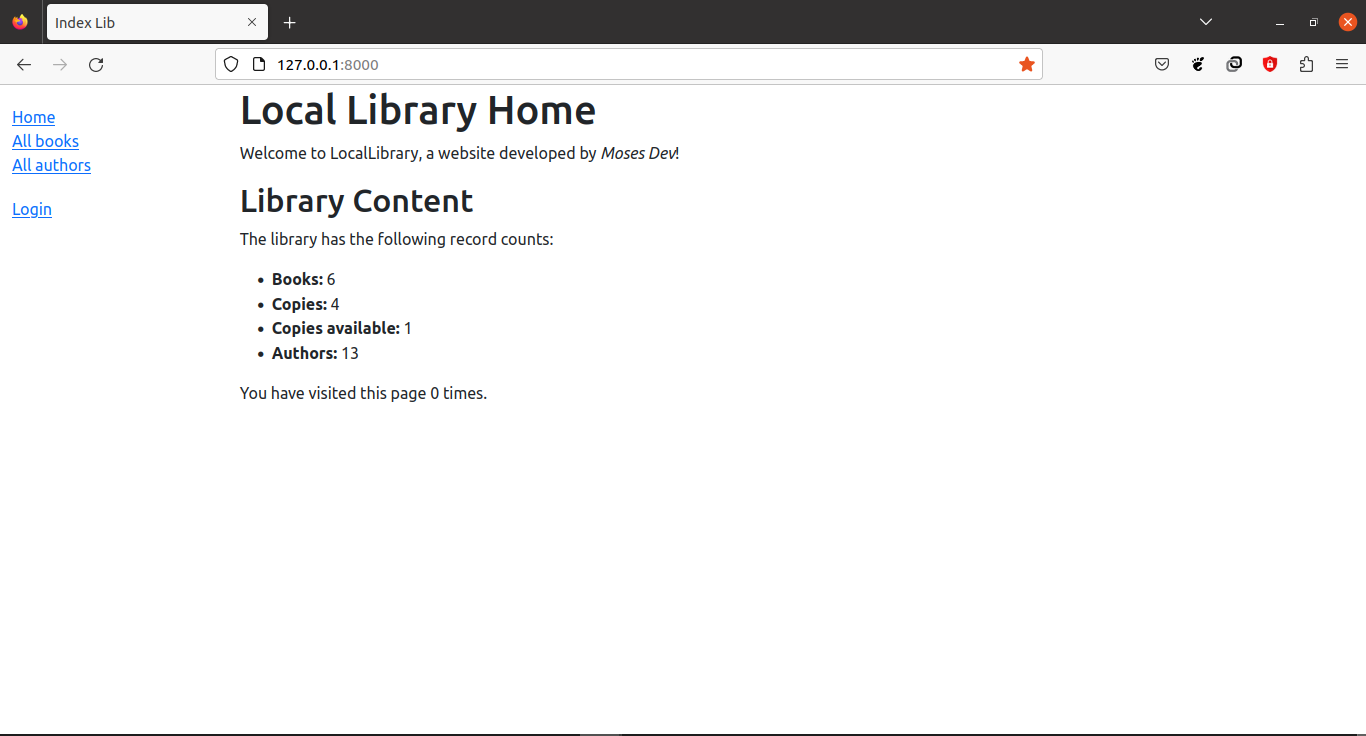 Index Lib
127.0.0.1:8000
Home
All books
All authors
Login
Local Library Home
Welcome to LocalLibrary, a website developed by Moses Dev!
Library Content
The library has the following record counts:
• Books: 6
• Copies: 4
• Copies available: 1
• Authors: 13
You have visited this page 0 times.